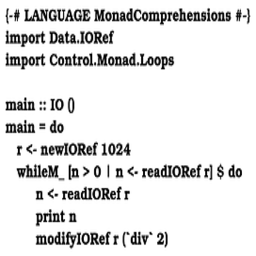 {-# LANGUAGE MonadComprehensions #-}
import Data.IORef
import Control.Monad.Loops

main :: IO ()
main = do
  r <- newIORef 1024
  whileM_ [n > 0 | n <- readIORef r] $ do
    n <- readIORef r
    print n
    modifyIORef r (`div` 2)